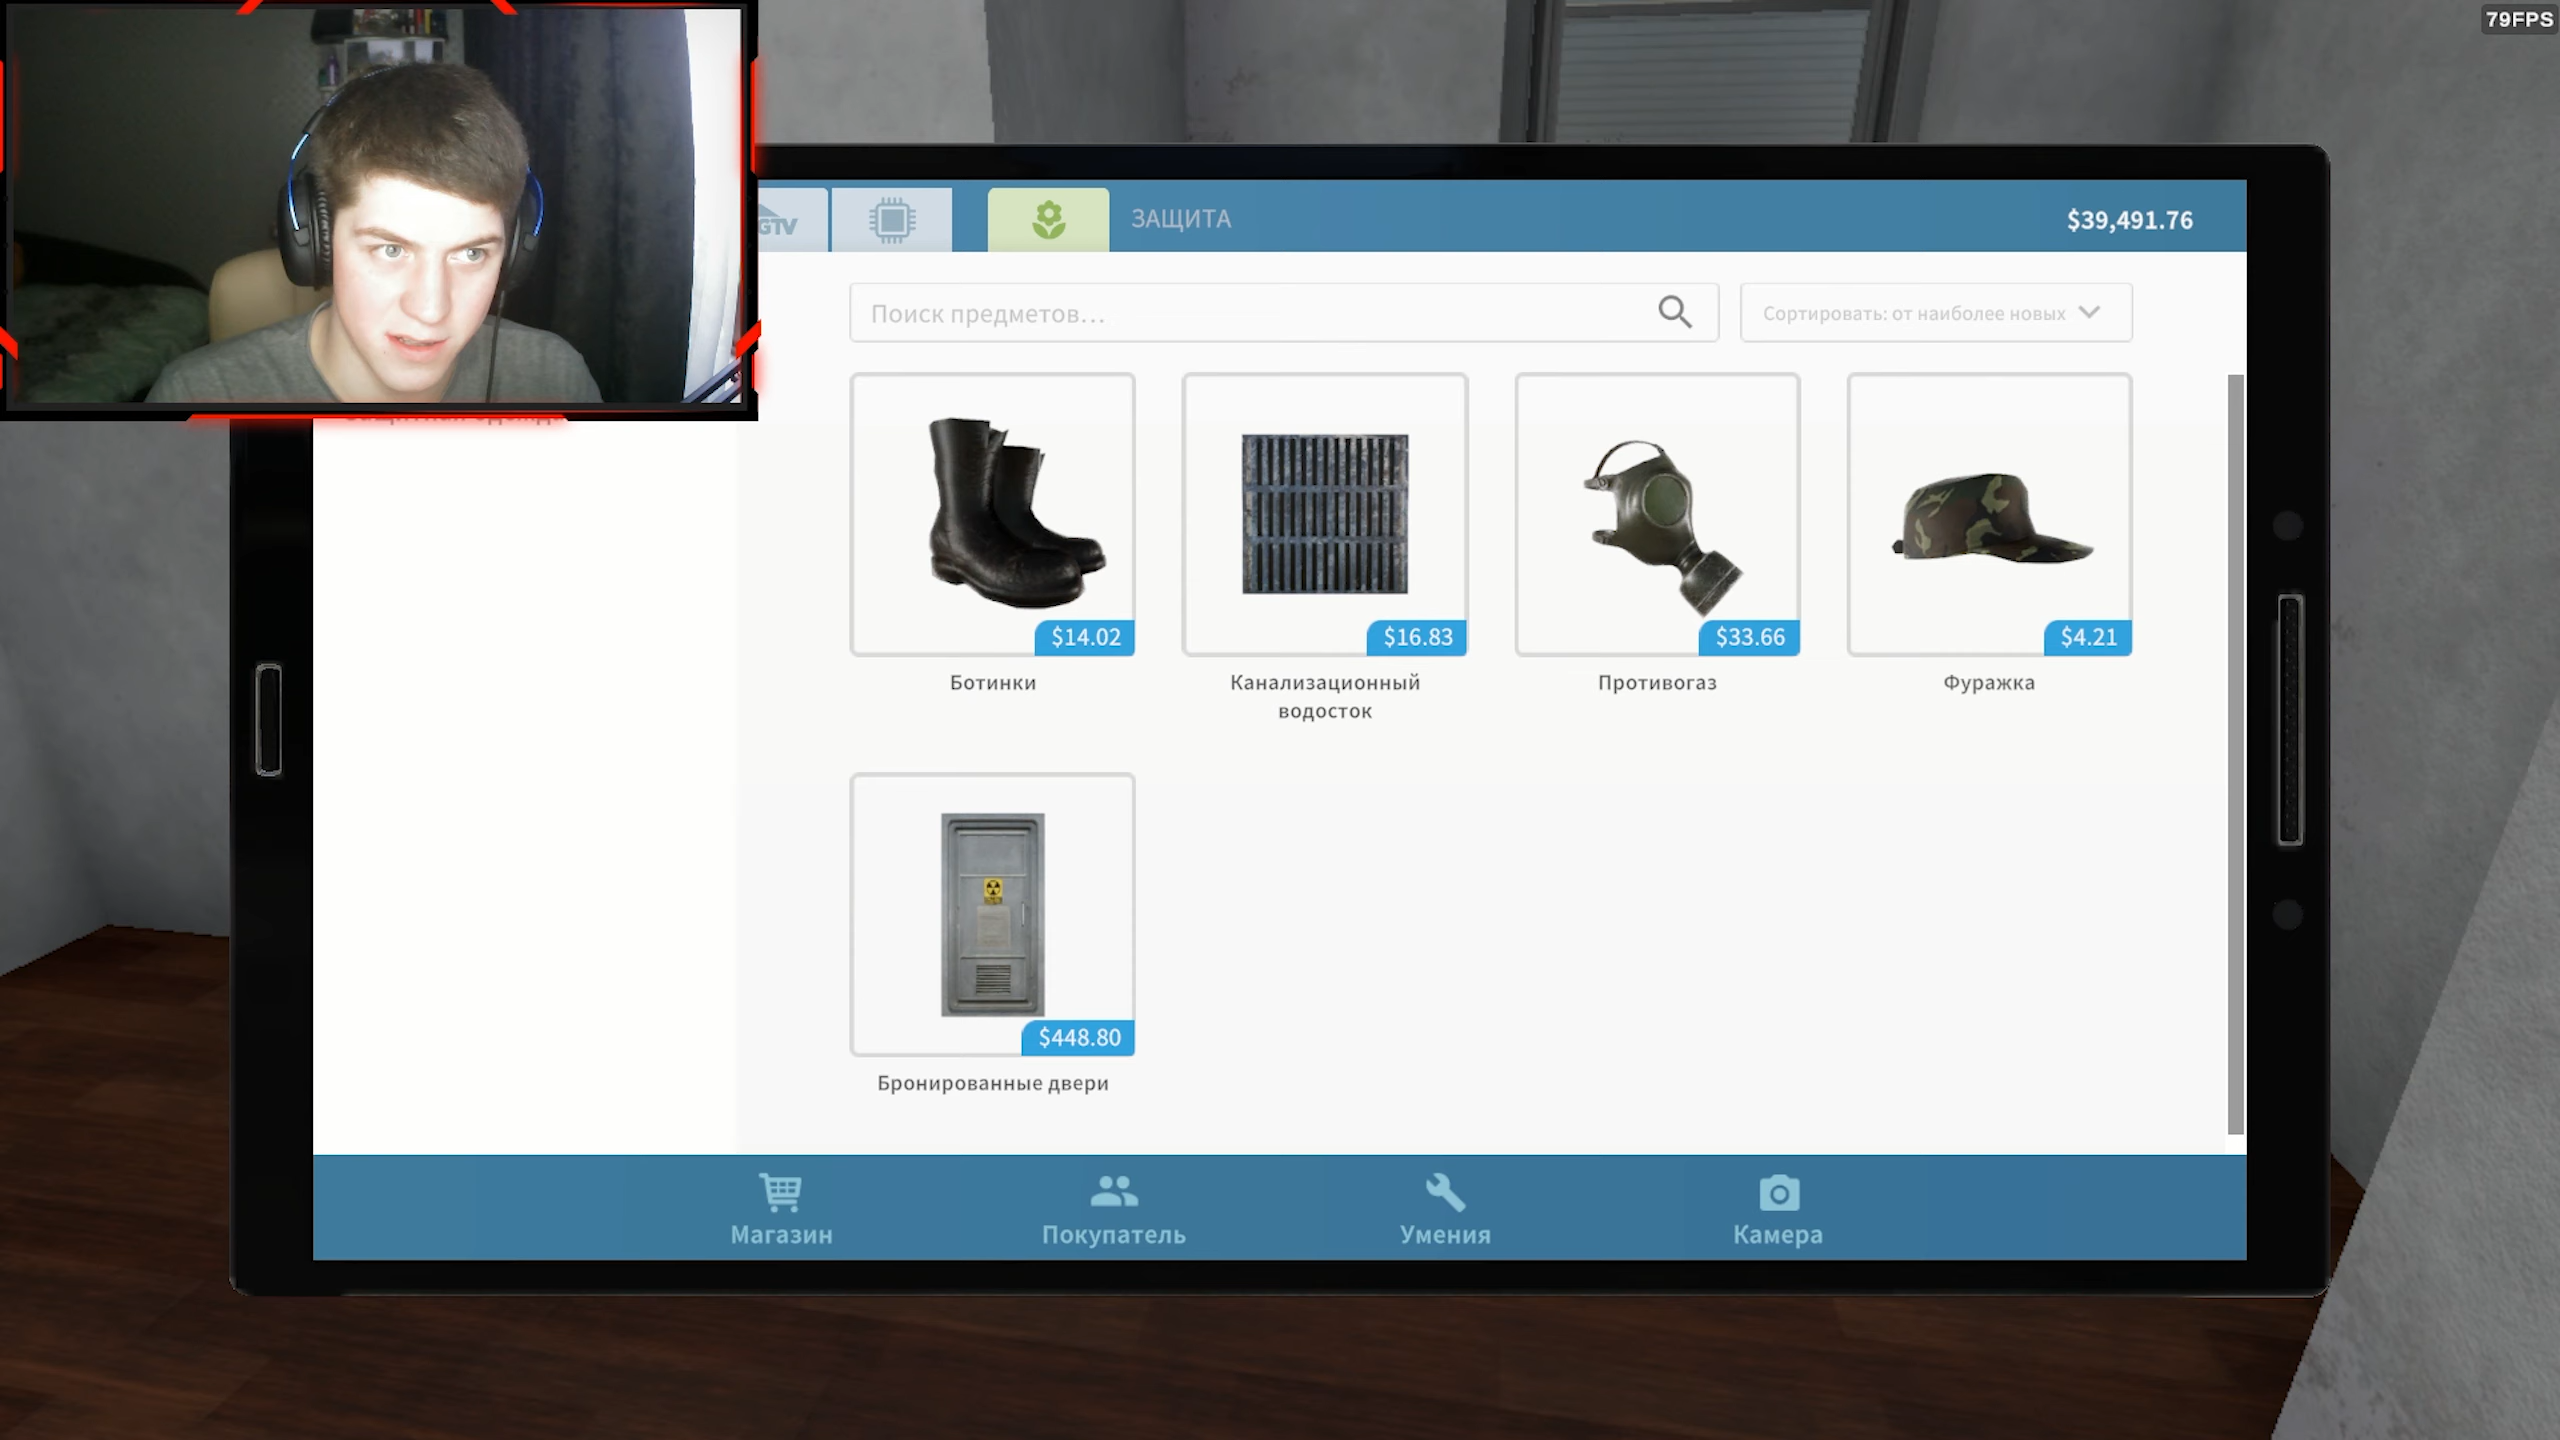 79FPS
GTV
ЗАЩИТА
$39,491.76
Поиск предметов...
Сортировать: от наиболее новых
$14.02
$16.83
$33.66
$4.21
Ботинки
Канализационный
водосток
Противогаз
Фуражка
$448.80
Бронированные двери
Магазин
Покупатель
Умения
Камера